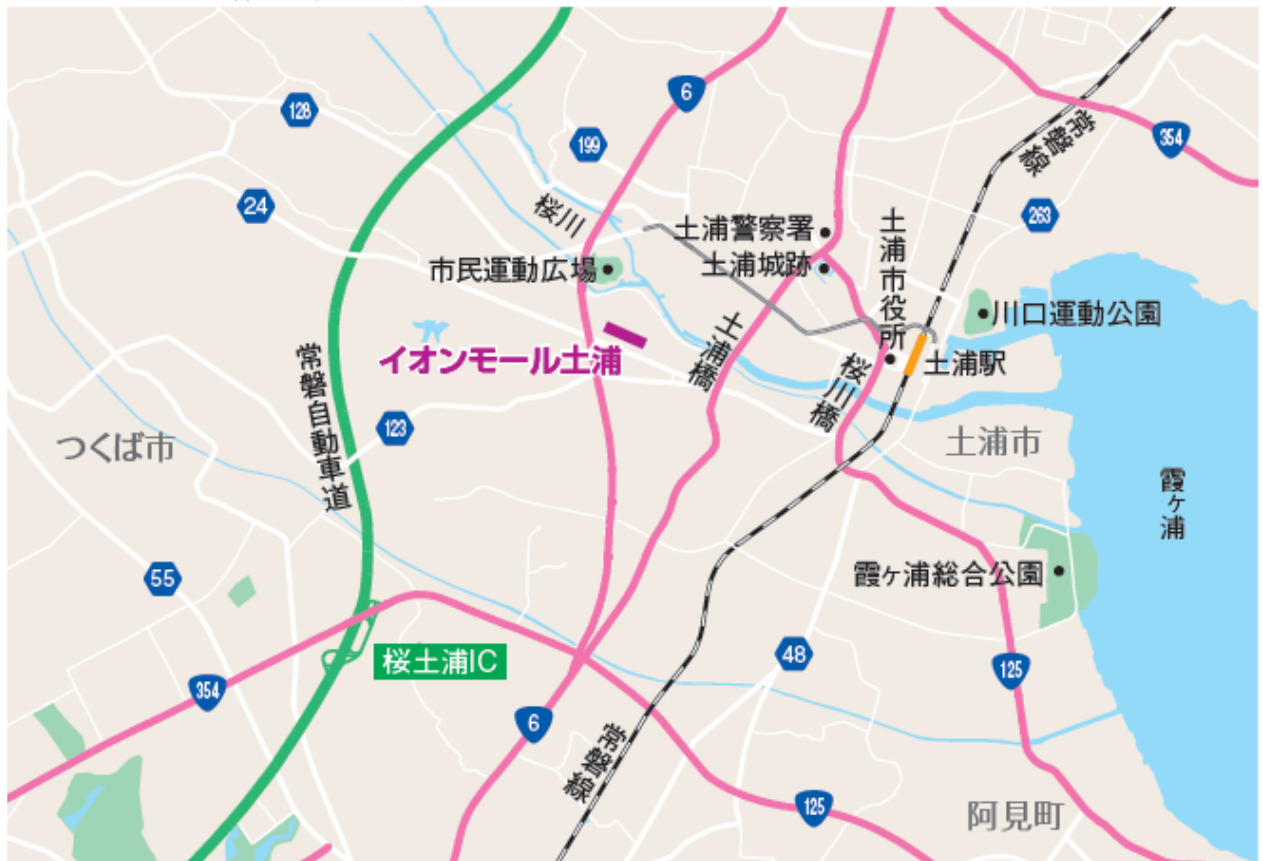 6
128
199
常磐線
354
24
263
桜川
土浦警察署
土浦市役所
市民運動広場
土浦城跡
川口運動公園
土浦橋
イオンモール土浦
土浦駅
常磐自動車道
桜川橋
123
つくば市
土浦市
霞ヶ浦
55
霞ヶ浦総合公園
48
桜土浦IC
125
354
6
常磐線
125
阿見町